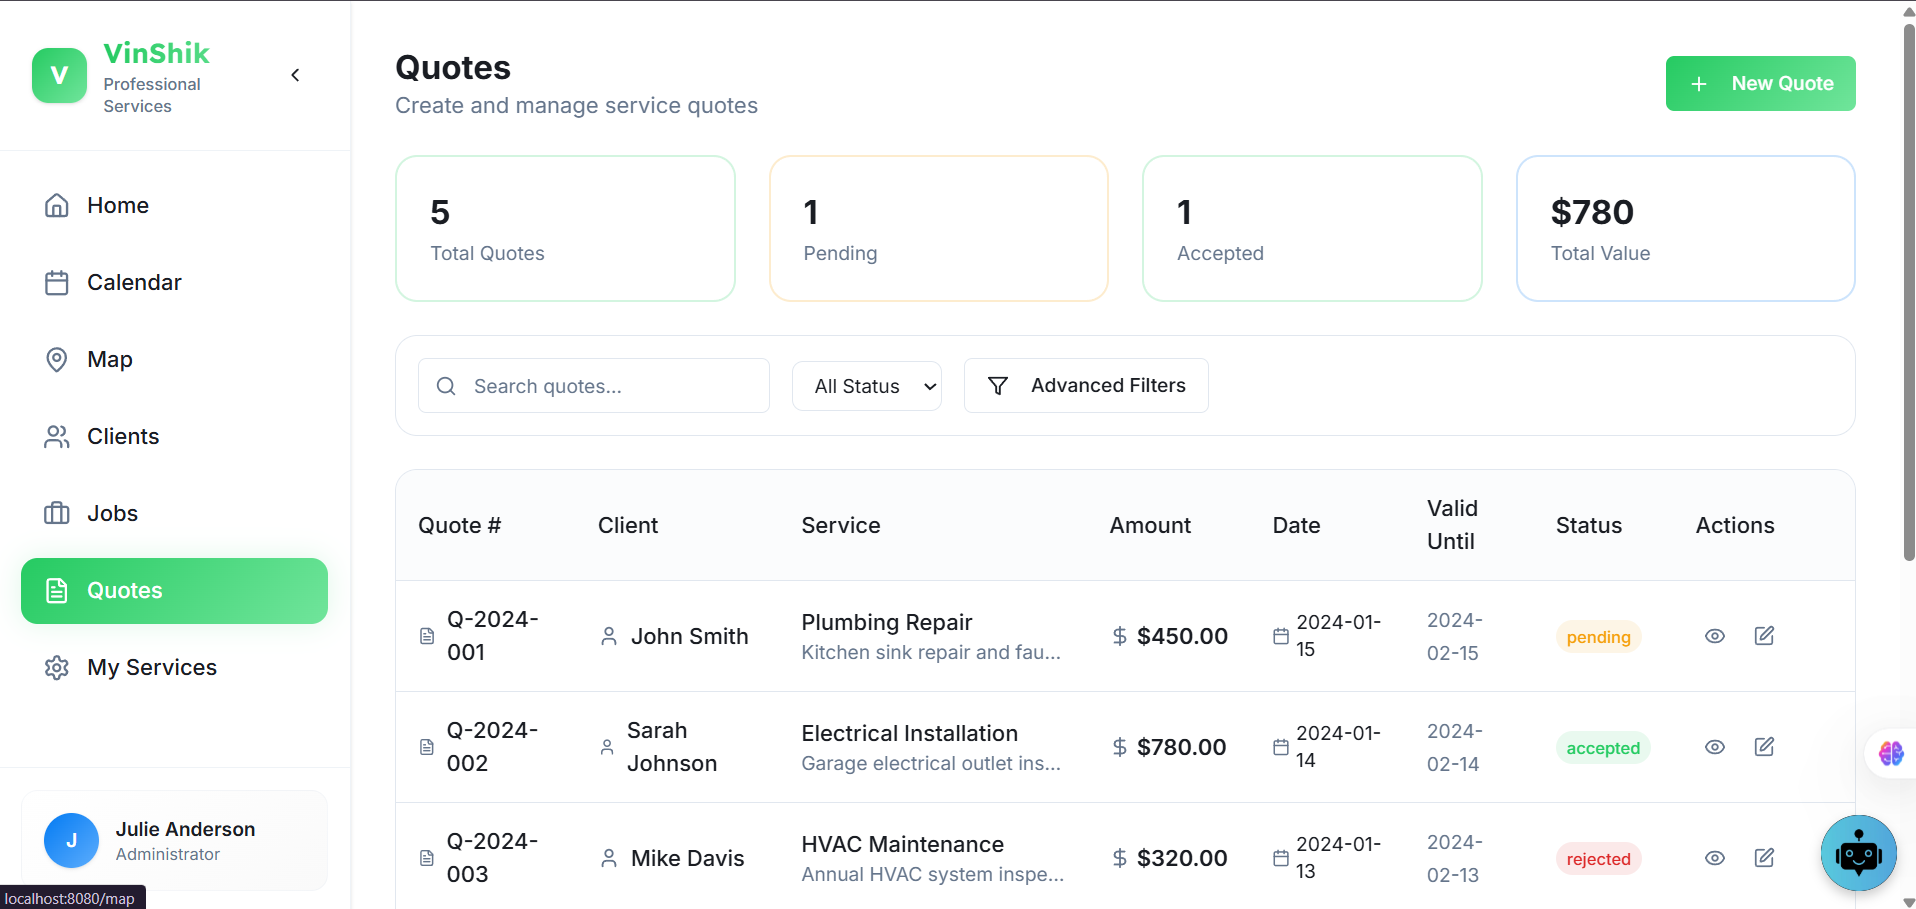 V
VinShik
Professional
Services
Home
Calendar
Map
Clients
Jobs
Quotes
My Services
J
Julie Anderson
Administrator
localhost:8080/map
Quotes
Create and manage service quotes
New Quote
5
Total Quotes
1
Pending
1
Accepted
$780
Total Value
Search quotes...
All Status
Advanced Filters
Quote # Client Service Amount Date Valid Until Status Actions
Q-2024-
001
John Smith
Plumbing Repair
Kitchen sink repair and fau...
$ $450.00
2024-01-
15
2024-
02-15
pending
Q-2024-
002
Sarah
Johnson
Electrical Installation
Garage electrical outlet ins...
$ $780.00
2024-01-
14
2024-
02-14
accepted
Q-2024-
003
Mike Davis
HVAC Maintenance
Annual HVAC system inspe...
$ $320.00
2024-01-
13
2024-
02-13
rejected